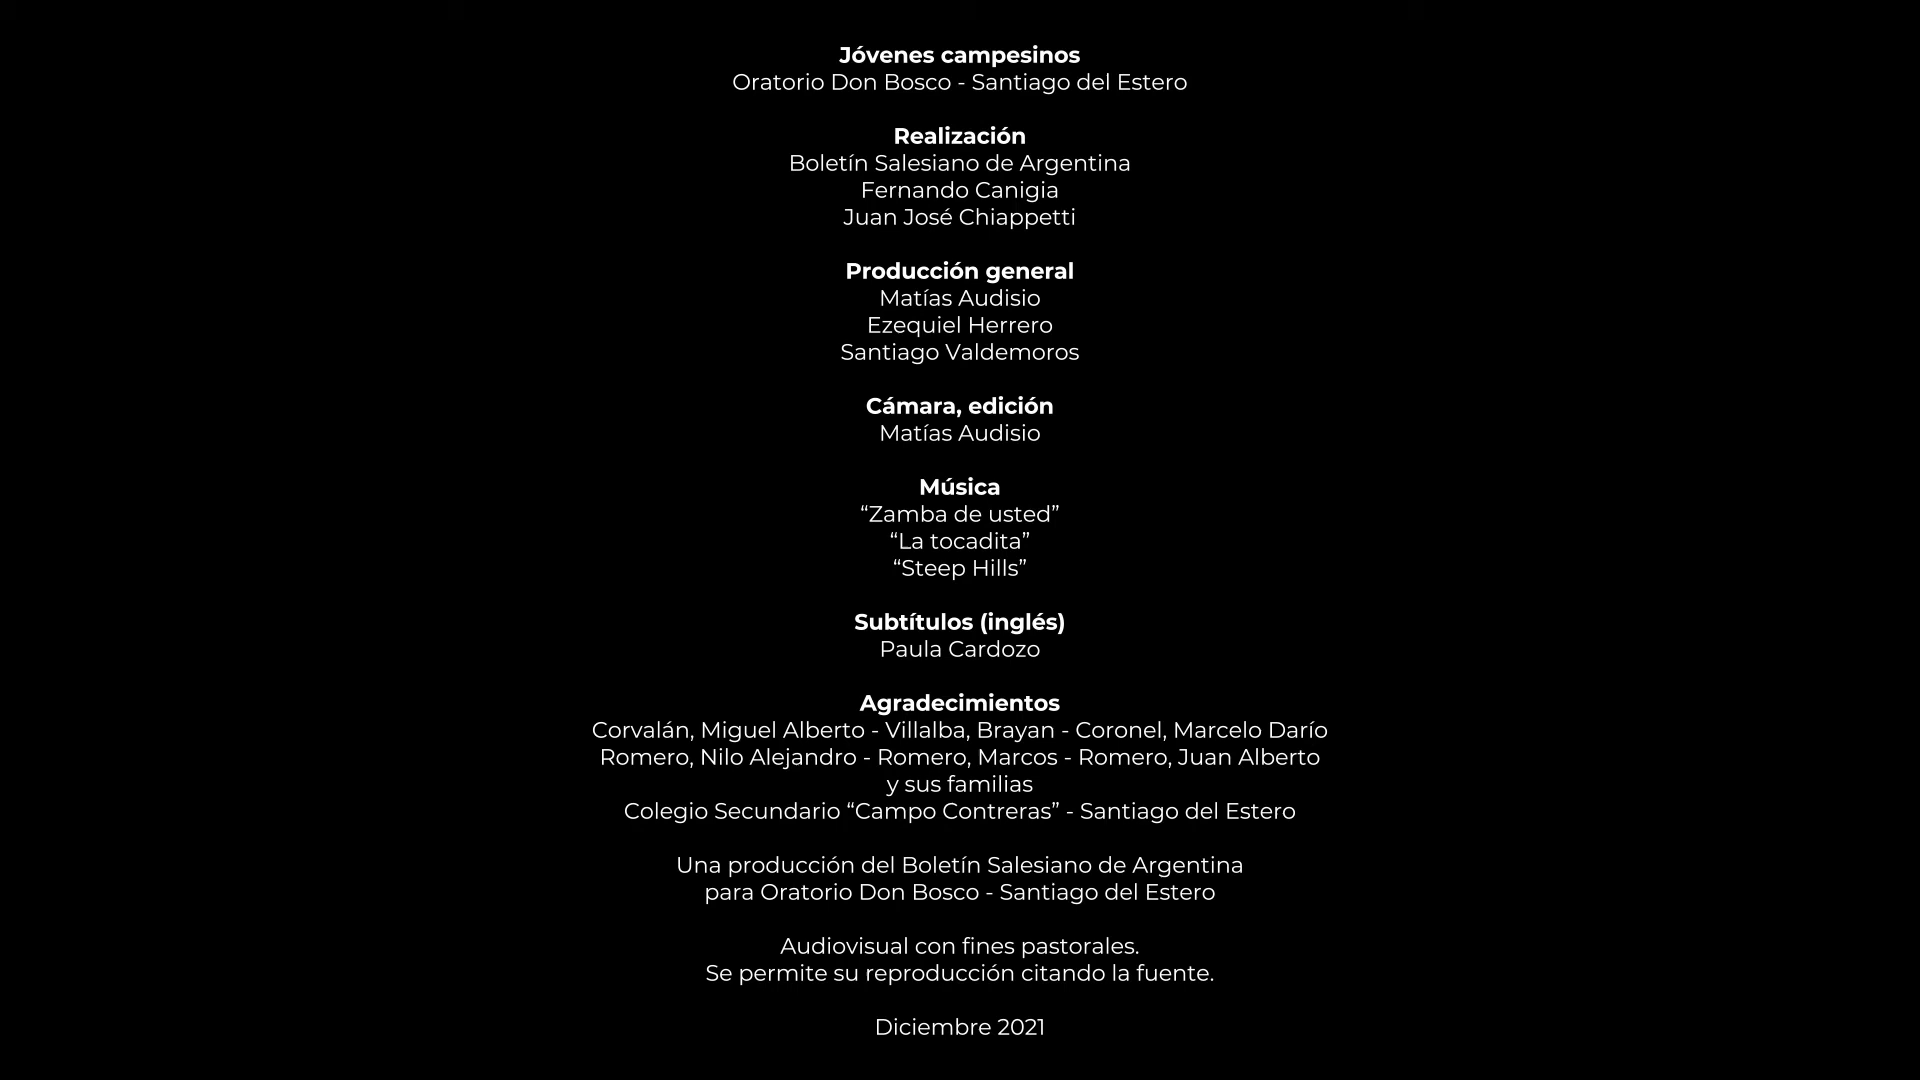 Jóvenes campesinos
Oratorio Don Bosco - Santiago del Estero
Realización
Boletín Salesiano de Argentina
Fernando Canigia
Juan José Chiappetti
Producción general
Matías Audisio
Ezequiel Herrero
Santiago Valdemoros
Cámara, edición
Matías Audisio
Música
“Zamba de usted”
“La tocadita”
“Steep Hills”
Subtítulos (inglés)
Paula Cardozo
Agradecimientos
Corvalán, Miguel Alberto - Villalba, Brayan - Coronel, Marcelo Darío
Romero, Nilo Alejandro - Romero, Marcos - Romero, Juan Alberto
y sus familias
Colegio Secundario “Campo Contreras” - Santiago del Estero
Una producción del Boletín Salesiano de Argentina
para Oratorio Don Bosco - Santiago del Estero
Audiovisual con fines pastorales.
Se permite su reproducción citando la fuente.
Diciembre 2021